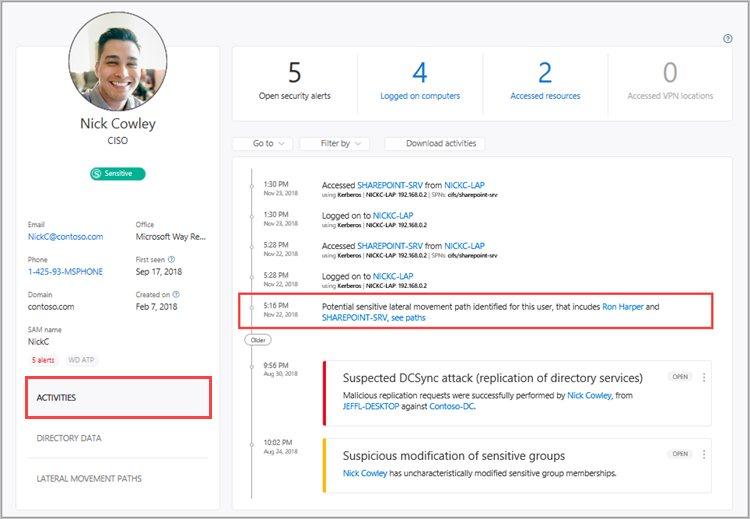 Nick Cowley
CISO
Sensitive
Email
NickC@contoso.com
Office
Microsoft Way Re...
Phone
1-425-93-MSPHONE
First seen
Sep 17, 2018
Domain
contoso.com
Created on
Feb 7, 2018
SAM name
NickC
5 alerts WD ATP
ACTIVITIES
DIRECTORY DATA
LATERAL MOVEMENT PATHS
5
Open security alerts
4
Logged on computers
2
Accessed resources
0
Accessed VPN locations
Go to
Filter by
Download activities
1:30 PM
Nov 23, 2018
Accessed SHAREPOINT-SRV from NICKC-LAP
using Kerberos | NICKC-LAP: 192.168.0.2 | SPNs: cifs/sharepoint-srv
1:30 PM
Nov 23, 2018
Logged on to NICKC-LAP
using Kerberos | NICKC-LAP: 192.168.0.2
5:28 PM
Nov 22, 2018
Accessed SHAREPOINT-SRV from NICKC-LAP
using Kerberos | NICKC-LAP: 192.168.0.2 | SPNs: cifs/sharepoint-srv
5:28 PM
Nov 22, 2018
Logged on to NICKC-LAP
using Kerberos | NICKC-LAP: 192.168.0.2
5:16 PM
Nov 22, 2018
Potential sensitive lateral movement path identified for this user, that incudes Ron Harper and
SHAREPOINT-SRV, see paths
Older
9:56 PM
Aug 30, 2018
Suspected DCSync attack (replication of directory services)
OPEN
Malicious replication requests were successfully performed by Nick Cowley, from
JEFFL-DESKTOP against Contoso-DC.
10:02 PM
Aug 24, 2018
Suspicious modification of sensitive groups
OPEN
Nick Cowley has uncharacteristically modified sensitive group memberships.